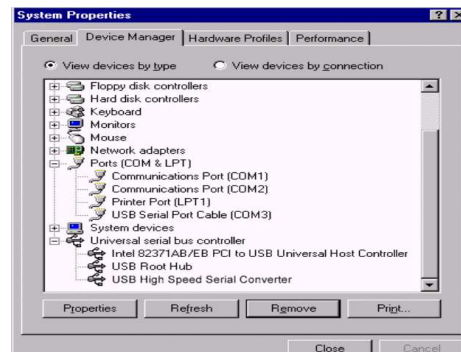 System Properties
General Device Manager Hardware Profiles Performance
View devices by type View devices by connection
Floppy disk controllers
Hard disk controllers
Keyboard
Monitors
Mouse
Network adapters
Ports (COM & LPT)
Communications Port (COM1)
Communications Port (COM2)
Printer Port (LPT1)
USB Serial Port Cable (COM3)
System devices
Universal serial bus controller
Intel 82371AB/EB PCI to USB Universal Host Controller
USB Root Hub
USB High Speed Serial Converter
Properties Refresh Remove Print...
Close Cancel